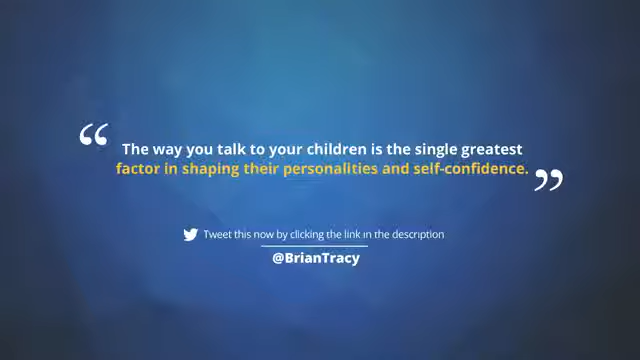 “ The way you talk to your children is the single greatest
factor in shaping their personalities and self-confidence. ”
Tweet this now by clicking the link in the description
@BrianTracy